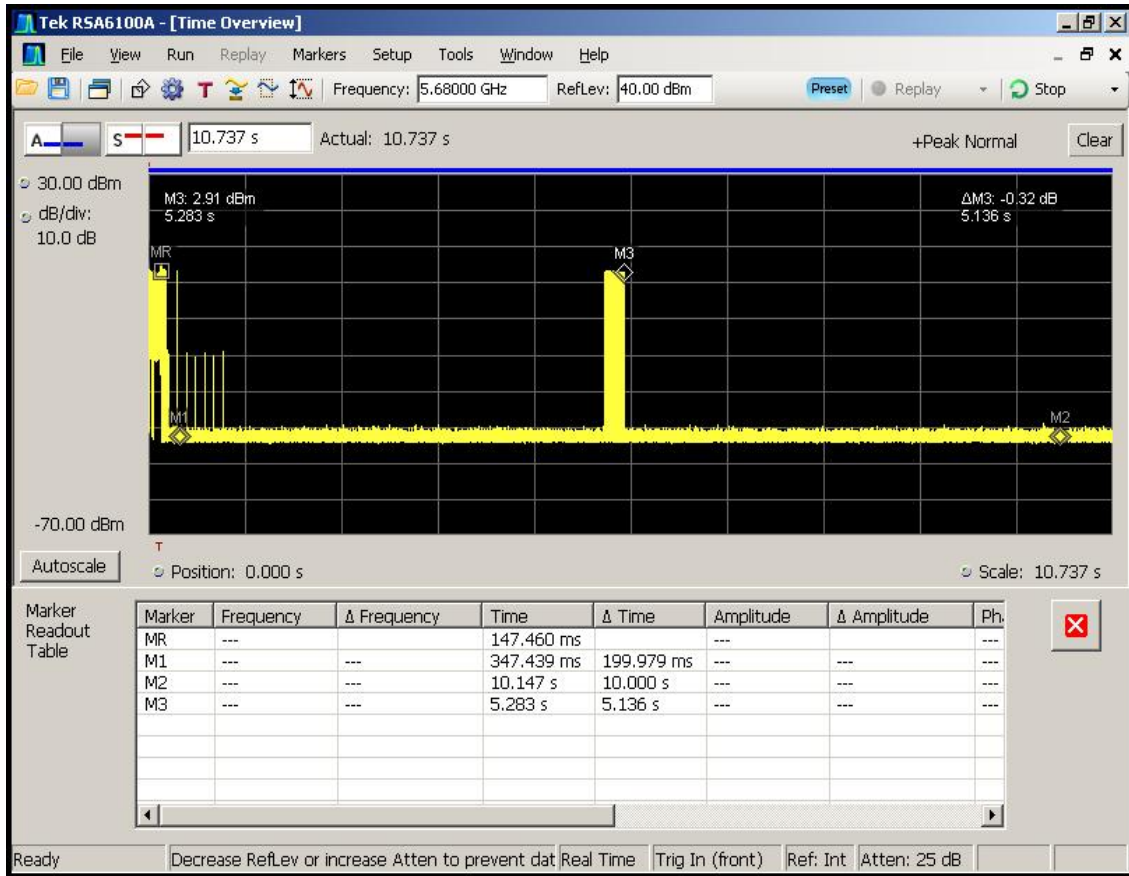 Tek RSA6100A - [Time Overview]
File View Run Replay Markers Setup Tools Window Help
T Frequency: 5.68000 GHz RefLev: 40.00 dBm Preset Replay Stop
A S 10.737 s Actual: 10.737 s +Peak Normal Clear
30.00 dBm
dB/div:
10.0 dB
M3: 2.91 dBm
5.283 s
ΔM3: -0.32 dB
5.136 s
MR
M3
M1
M2
-70.00 dBm
T
Autoscale
Position: 0.000 s
Scale: 10.737 s
Marker
Readout
Table
Marker Frequency Δ Frequency Time Δ Time Amplitude Δ Amplitude Ph
MR --- 147.460 ms --- ---
M1 --- --- 347.439 ms 199.979 ms --- --- ---
M2 --- --- 10.147 s 10.000 s --- --- ---
M3 --- --- 5.283 s 5.136 s --- --- ---
Ready Decrease RefLev or increase Atten to prevent dat Real Time Trig In (front) Ref: Int Atten: 25 dB